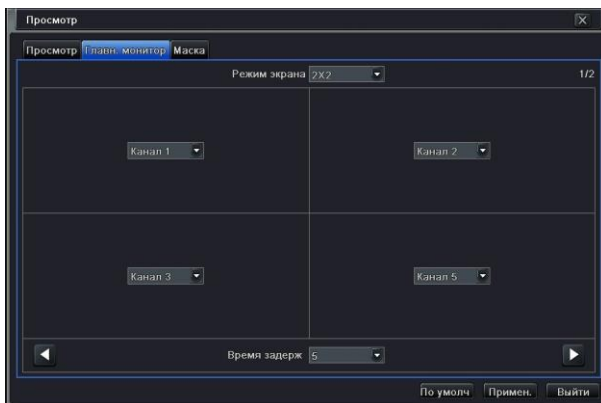 Просмотр
Просмотр Главн. монитор Маска
Режим экрана 2X2 1/2
Канал 1 Канал 2
Канал 3 Канал 5
Время задерж 5
По умолч Примен. Выйти